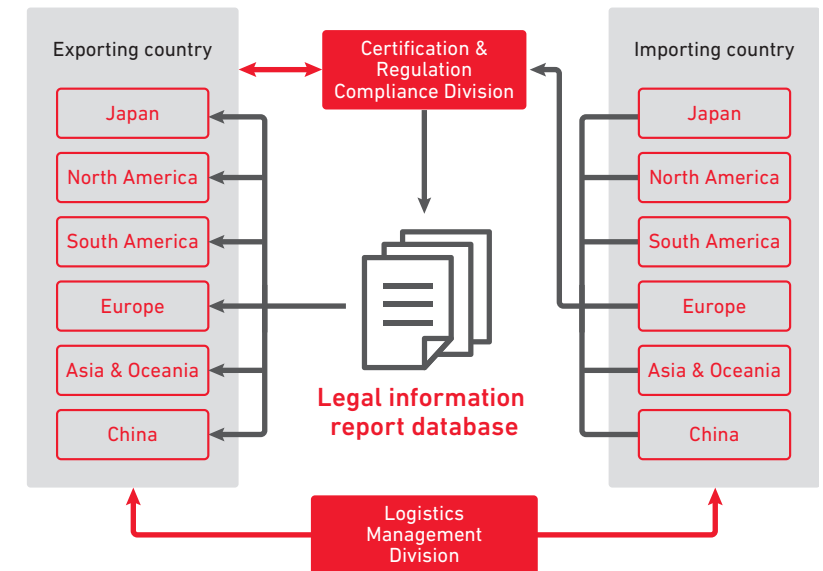 Exporting country
Japan
North America
South America
Europe
Asia & Oceania
China
Certification &
Regulation
Compliance Division
Legal information
report database
Logistics
Management
Division
Importing country
Japan
North America
South America
Europe
Asia & Oceania
China